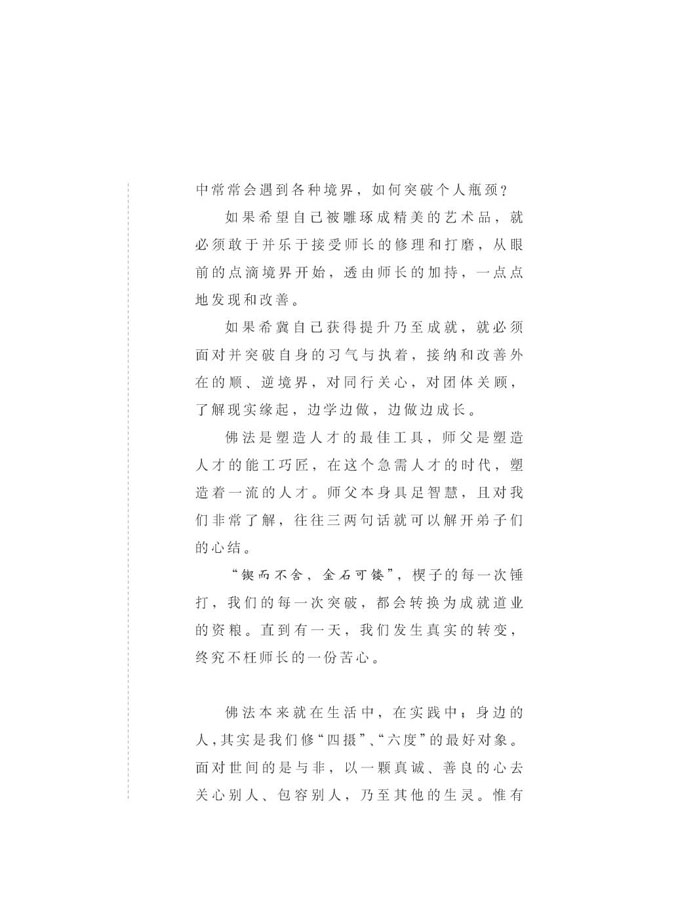 中常常会遇到各种境界，如何突破个人瓶颈？
如果希望自己被雕琢成精美的艺术品，就
必须敢于并乐于接受师长的修理和打磨，从眼
前的点滴境界开始，透由师长的加持，一点点
地发现和改善。
如果希冀自己获得提升乃至成就，就必须
面对并突破自身的习气与执着，接纳和改善外
在的顺、逆境界，对同行关心，对团体关顾，
了解现实缘起，边学边做，边做边成长。
佛法是塑造人才的最佳工具，师父是塑造
人才的能工巧匠，在这个急需人才的时代，塑
造着一流的人才。师父本身具足智慧，且对我
们非常了解，往往三两句话就可以解开弟子们
的心结。
“锲而不舍，金石可镂”，楔子的每一次锤
打，我们的每一次突破，都会转换为成就道业
的资粮。直到有一天，我们发生真实的转变，
终究不枉师长的一份苦心。
佛法本来就在生活中，在实践中；身边的
人，其实是我们修“四摄”、“六度”的最好对象。
面对世间的是与非，以一颗真诚、善良的心去
关心别人、包容别人，乃至其他的生灵。惟有